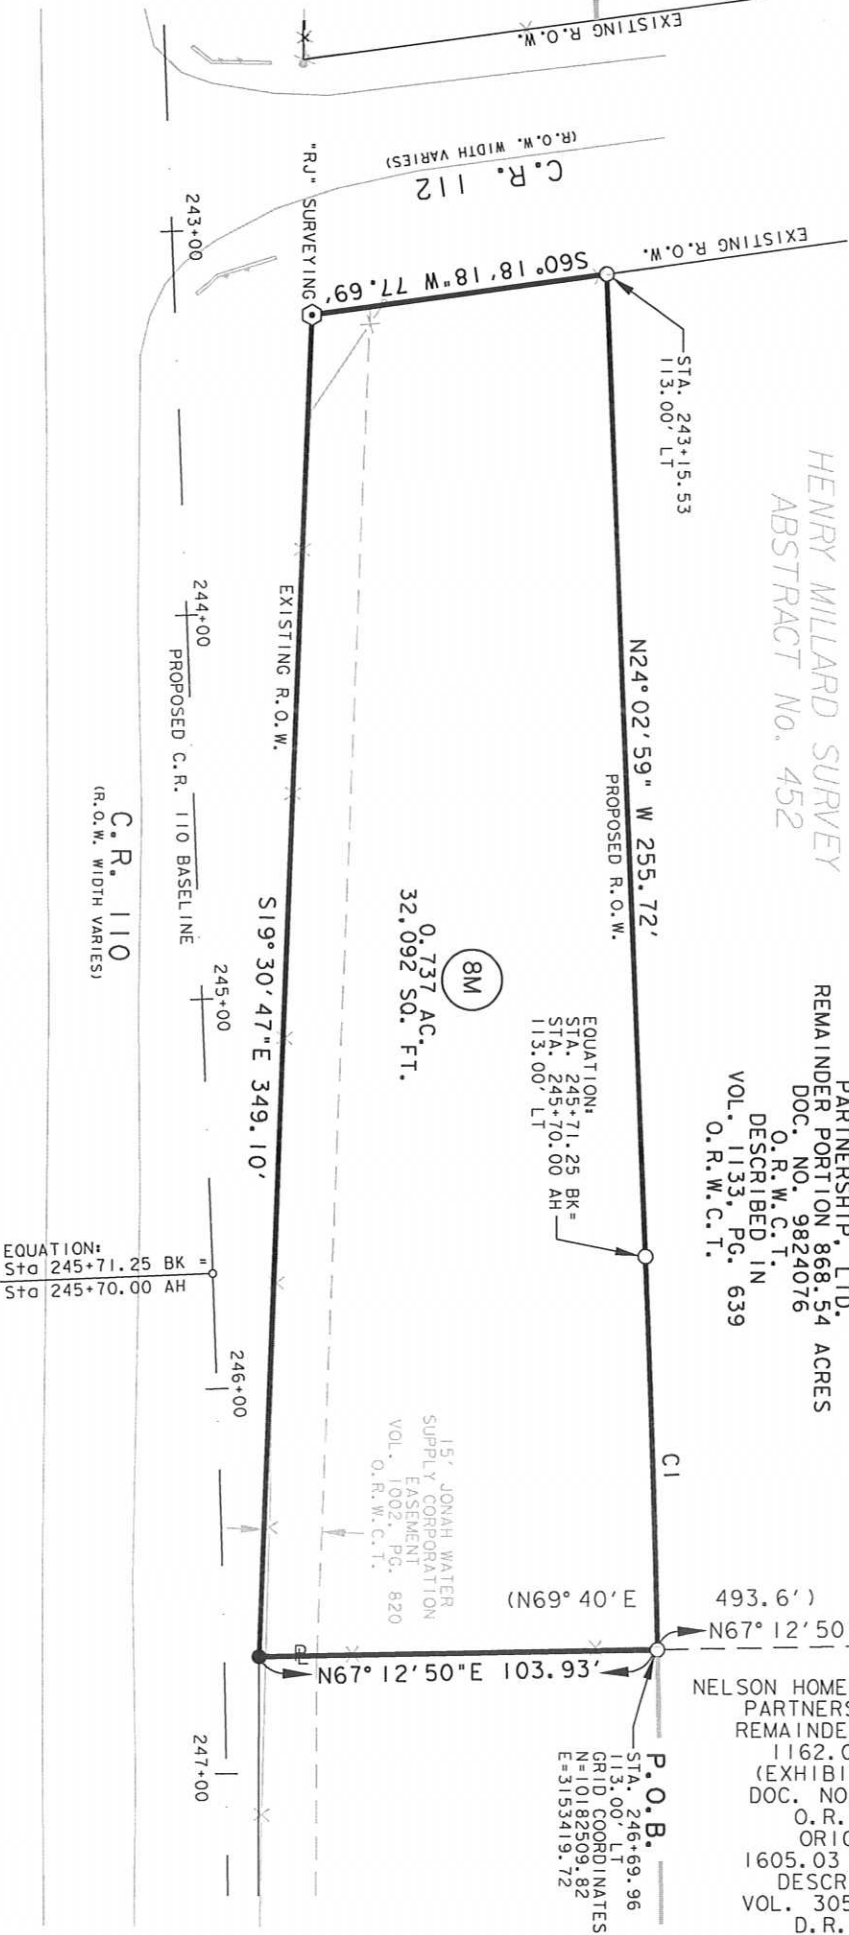 EXISTING R.O.W.
C.R. 112
(R.O.W. WIDTH VARIES)
EXISTING R.O.W.
"RJ" SURVEYING
S60°18'18"W 77.69'
243+00
STA. 243+15.53
113.00' LT
HENRY MILLARD SURVEY
ABSTRACT No. 452
N24°02'59" W 255.72'
PROPOSED R.O.W.
EXISTING R.O.W.
244+00
PROPOSED C.R. 110 BASELINE
C.R. 110
(R.O.W. WIDTH VARIES)
S19°30'47"E 349.10'
245+00
8M
0.737 AC.
32,092 SQ. FT.
EQUATION:
STA. 245+71.25 BK=
STA. 245+70.00 AH
113.00' LT
PARTNERSHIP, LTD.
REMAINDER PORTION 868.54 ACRES
DOC. NO. 9824076
O.R.W.C.T.
DESCRIBED IN
VOL. 1133, PG. 639
O.R.W.C.T.
EQUATION:
Sta 245+71.25 BK =
Sta 245+70.00 AH
246+00
C1
15' JONAH WATER
SUPPLY CORPORATION
EASEMENT
VOL. 1002, PG. 820
O.R.W.C.T.
(N69°40'E 493.6')
N67°12'50
N67°12'50"E 103.93'
PL
247+00
P.O.B.
STA. 246+69.96
113.00' LT
GRID COORDINATES
N=10182509.82
E=3153419.72
NELSON HOME
PARTNERS
REMAINDE
1162.0
(EXHIBI
DOC. NO
O.R.
ORIG
1605.03
DESCR
VOL. 305
D.R.